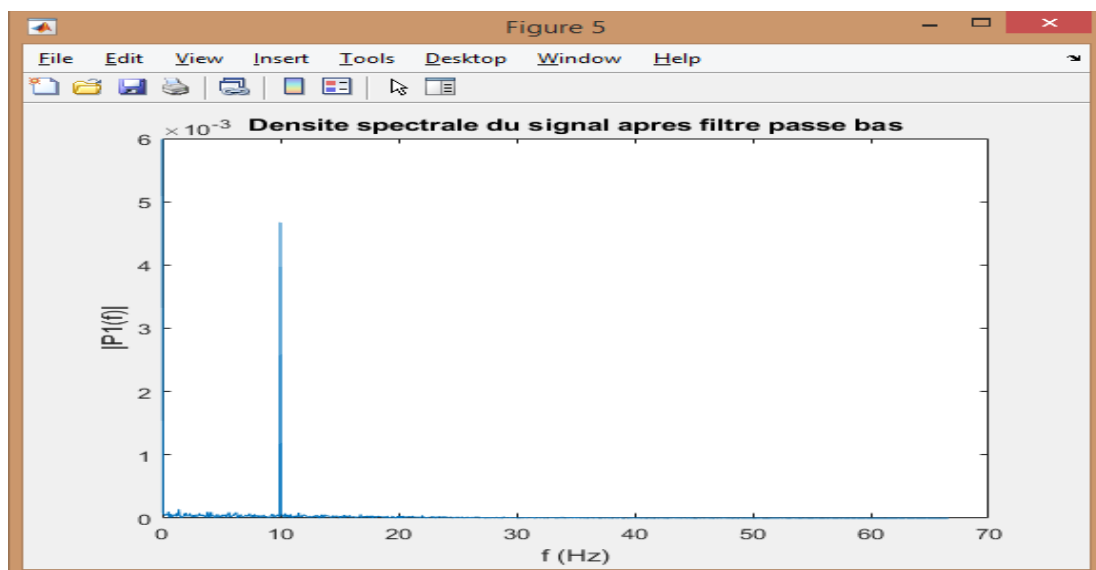 Figure 5
File Edit View Insert Tools Desktop Window Help
× 10-3 Densite spectrale du signal apres filtre passe bas
6
5
4
3
2
1
0
|P1(f)|
0 10 20 30 40 50 60 70
f (Hz)